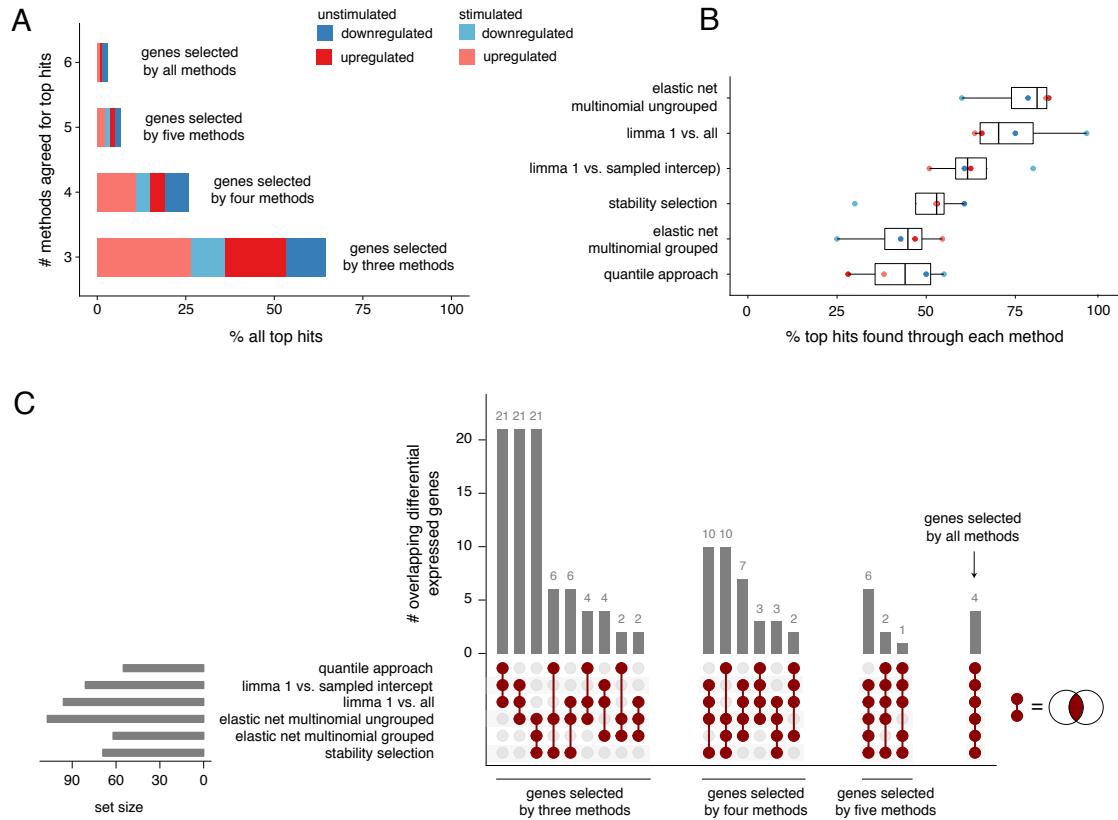 A
unstimulated
stimulated
downregulated
downregulated
upregulated
upregulated
# methods agreed for top hits
6
5
4
3
genes selected
by all methods
genes selected
by five methods
genes selected
by four methods
genes selected
by three methods
0
25
50
75
100
% all top hits
B
elastic net
multinomial ungrouped
limma 1 vs. all
limma 1 vs. sampled intercep)
stability selection
elastic net
multinomial grouped
quantile approach
0
25
50
75
100
% top hits found through each method
C
# overlapping differential
expressed genes
20
15
10
5
0
21 21 21
6 6
4 4
2 2
10 10
7
3 3
2
6
2
1
genes selected
by all methods
4
quantile approach
limma 1 vs. sampled intercept
limma 1 vs. all
elastic net multinomial ungrouped
elastic net multinomial grouped
stability selection
90
60
30
0
set size
=
genes selected
by three methods
genes selected
by four methods
genes selected
by five methods